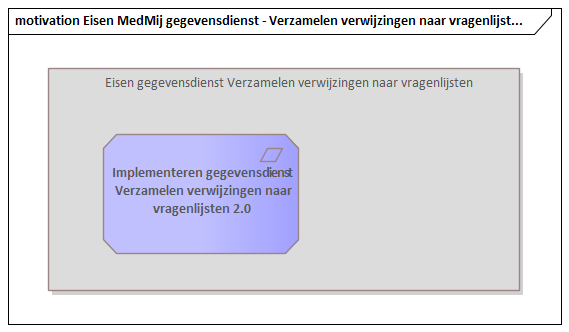 motivation Eisen MedMij gegevensdienst - Verzamelen verwijzingen naar vragenlijst...
Eisen gegevensdienst Verzamelen verwijzingen naar vragenlijsten
Implementeren gegevensdienst
Verzamelen verwijzingen naar
vragenlijsten 2.0